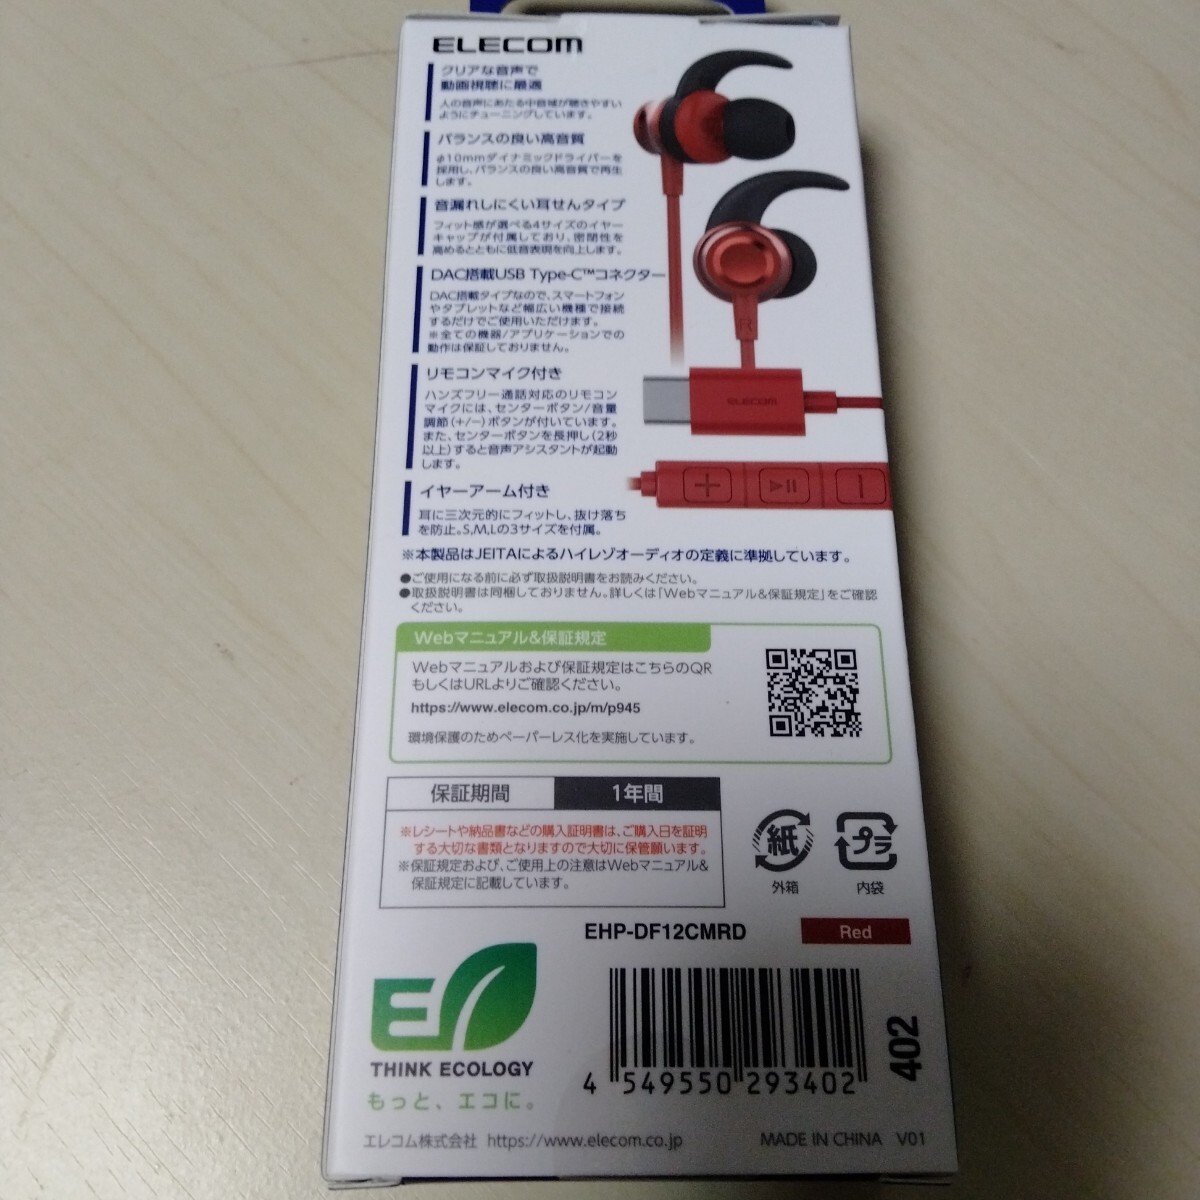 ELECOM
クリアな音声で
動画視聴に最適
人の音声にあたる中音域が聴きやすい
ようにチューニングしています。
バランスの良い高音質
φ10mmダイナミックドライバーを
採用し、バランスの良い高音質で再生
します。
音漏れしにくい耳せんタイプ
フィット感が選べる4サイズのイヤー
キャップが付属しており、密閉性を
高めるとともに低音表現を向上します。
DAC搭載USB Type-C™コネクター
DAC搭載タイプなので、スマートフォン
やタブレットなど幅広い機種で接続
するだけでご使用いただけます。
※全ての機器/アプリケーションでの
動作は保証しておりません。
リモコンマイク付き
ハンズフリー通話対応のリモコン
マイクには、センターボタン/音量
調節(+/−)ボタンが付いています。
また、センターボタンを長押し(2秒
以上)すると音声アシスタントが起動
します。
イヤーアーム付き
耳に三次元的にフィットし、抜け落ち
を防止。S,M,Lの3サイズを付属。
R
ELECOM
※本製品はJEITAによるハイレゾオーディオの定義に準拠しています。
●ご使用になる前に必ず取扱説明書をお読みください。
●取扱説明書は同梱しておりません。詳しくは「Webマニュアル&保証規定」をご確認
ください。
Webマニュアル&保証規定
Webマニュアルおよび保証規定はこちらのQR
もしくはURLよりご確認ください。
https://www.elecom.co.jp/m/p945
環境保護のためペーパーレス化を実施しています。
保証期間 1年間
※レシートや納品書などの購入証明書は、ご購入日を証明
する大切な書類となりますので大切に保管願います。
※保証規定および、ご使用上の注意はWebマニュアル&
保証規定に記載しています。
紙
外箱
プラ
内袋
EHP-DF12CMRD Red
THINK ECOLOGY
もっと、エコに。
4 549550 293402
402
エレコム株式会社 https://www.elecom.co.jp
MADE IN CHINA V01